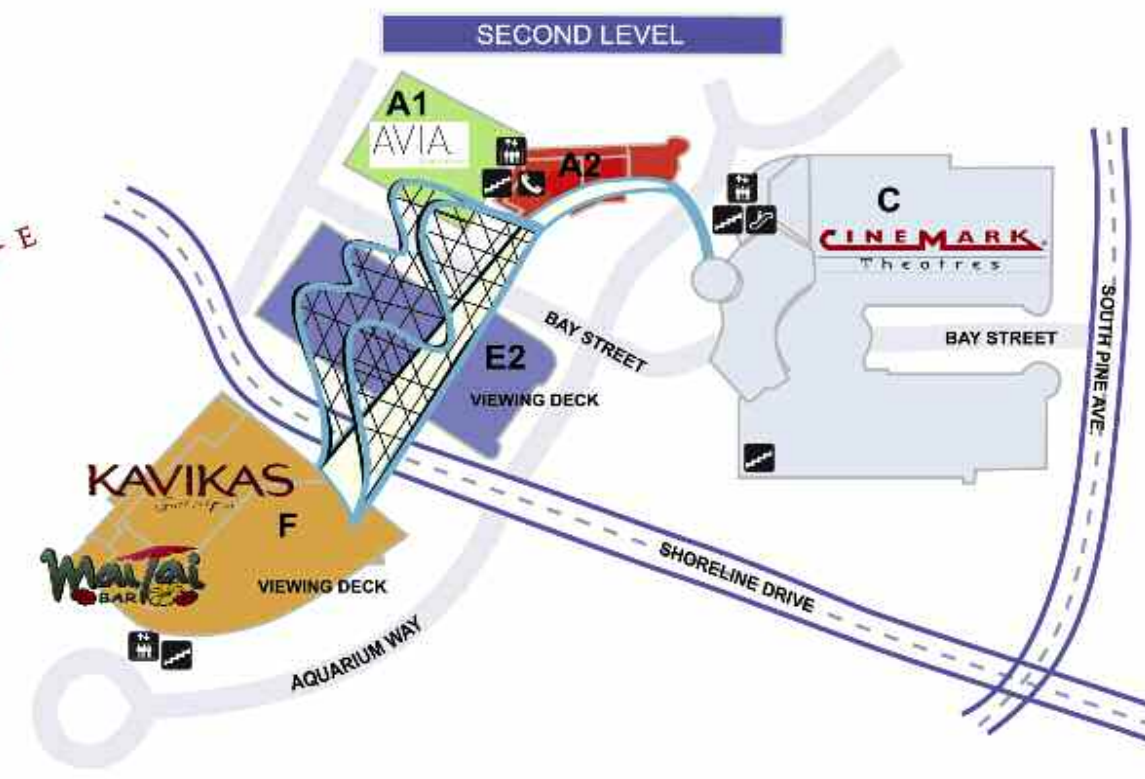 SECOND LEVEL
A1
AVIA
A2
C
CINEMARK
Theatres
E
BAY STREET
BAY STREET
SOUTH PINE AVE.
E2
VIEWING DECK
KAVIKAS
F
Mai Tai
BAR
VIEWING DECK
SHORELINE DRIVE
AQUARIUM WAY